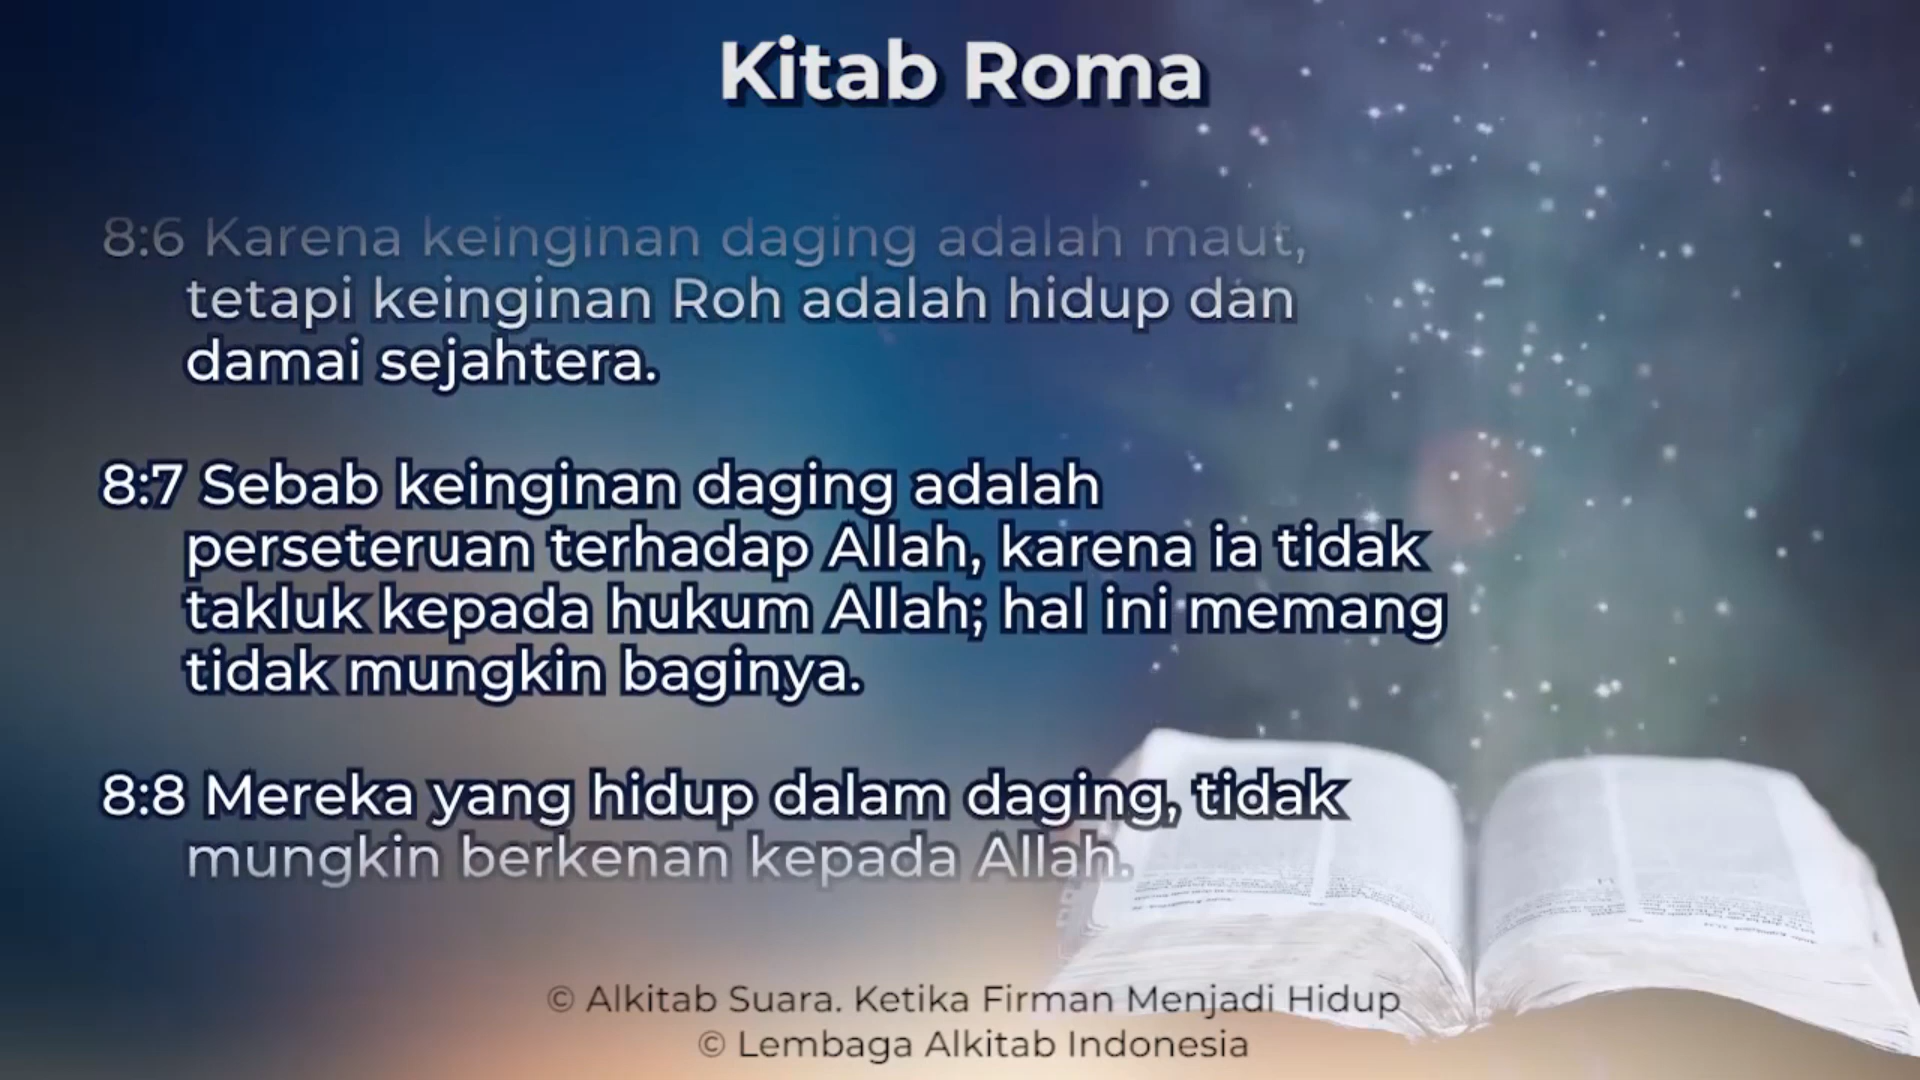 Kitab Roma
8:6 Karena keinginan daging adalah maut,
tetapi keinginan Roh adalah hidup dan
damai sejahtera.
8:7 Sebab keinginan daging adalah
perseteruan terhadap Allah, karena ia tidak
takluk kepada hukum Allah; hal ini memang
tidak mungkin baginya.
8:8 Mereka yang hidup dalam daging, tidak
mungkin berkenan kepada Allah.
© Alkitab Suara. Ketika Firman Menjadi Hidup
© Lembaga Alkitab Indonesia